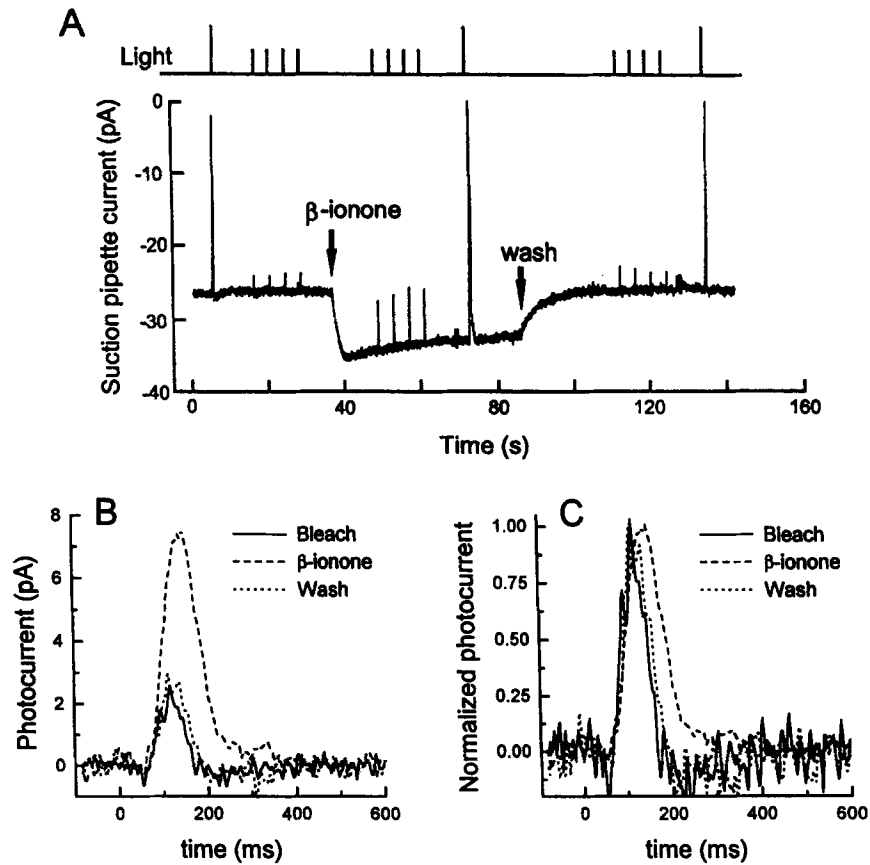 A
Light
Suction pipette current (pA)
0
-10
-20
-30
-40
β-ionone
wash
0 40 80 120 160
Time (s)
B
Photocurrent (pA)
8
6
4
2
0
Bleach
β-ionone
Wash
0 200 400 600
time (ms)
C
Normalized photocurrent
1.00
0.75
0.50
0.25
0.00
Bleach
β-ionone
Wash
0 200 400 600
time (ms)